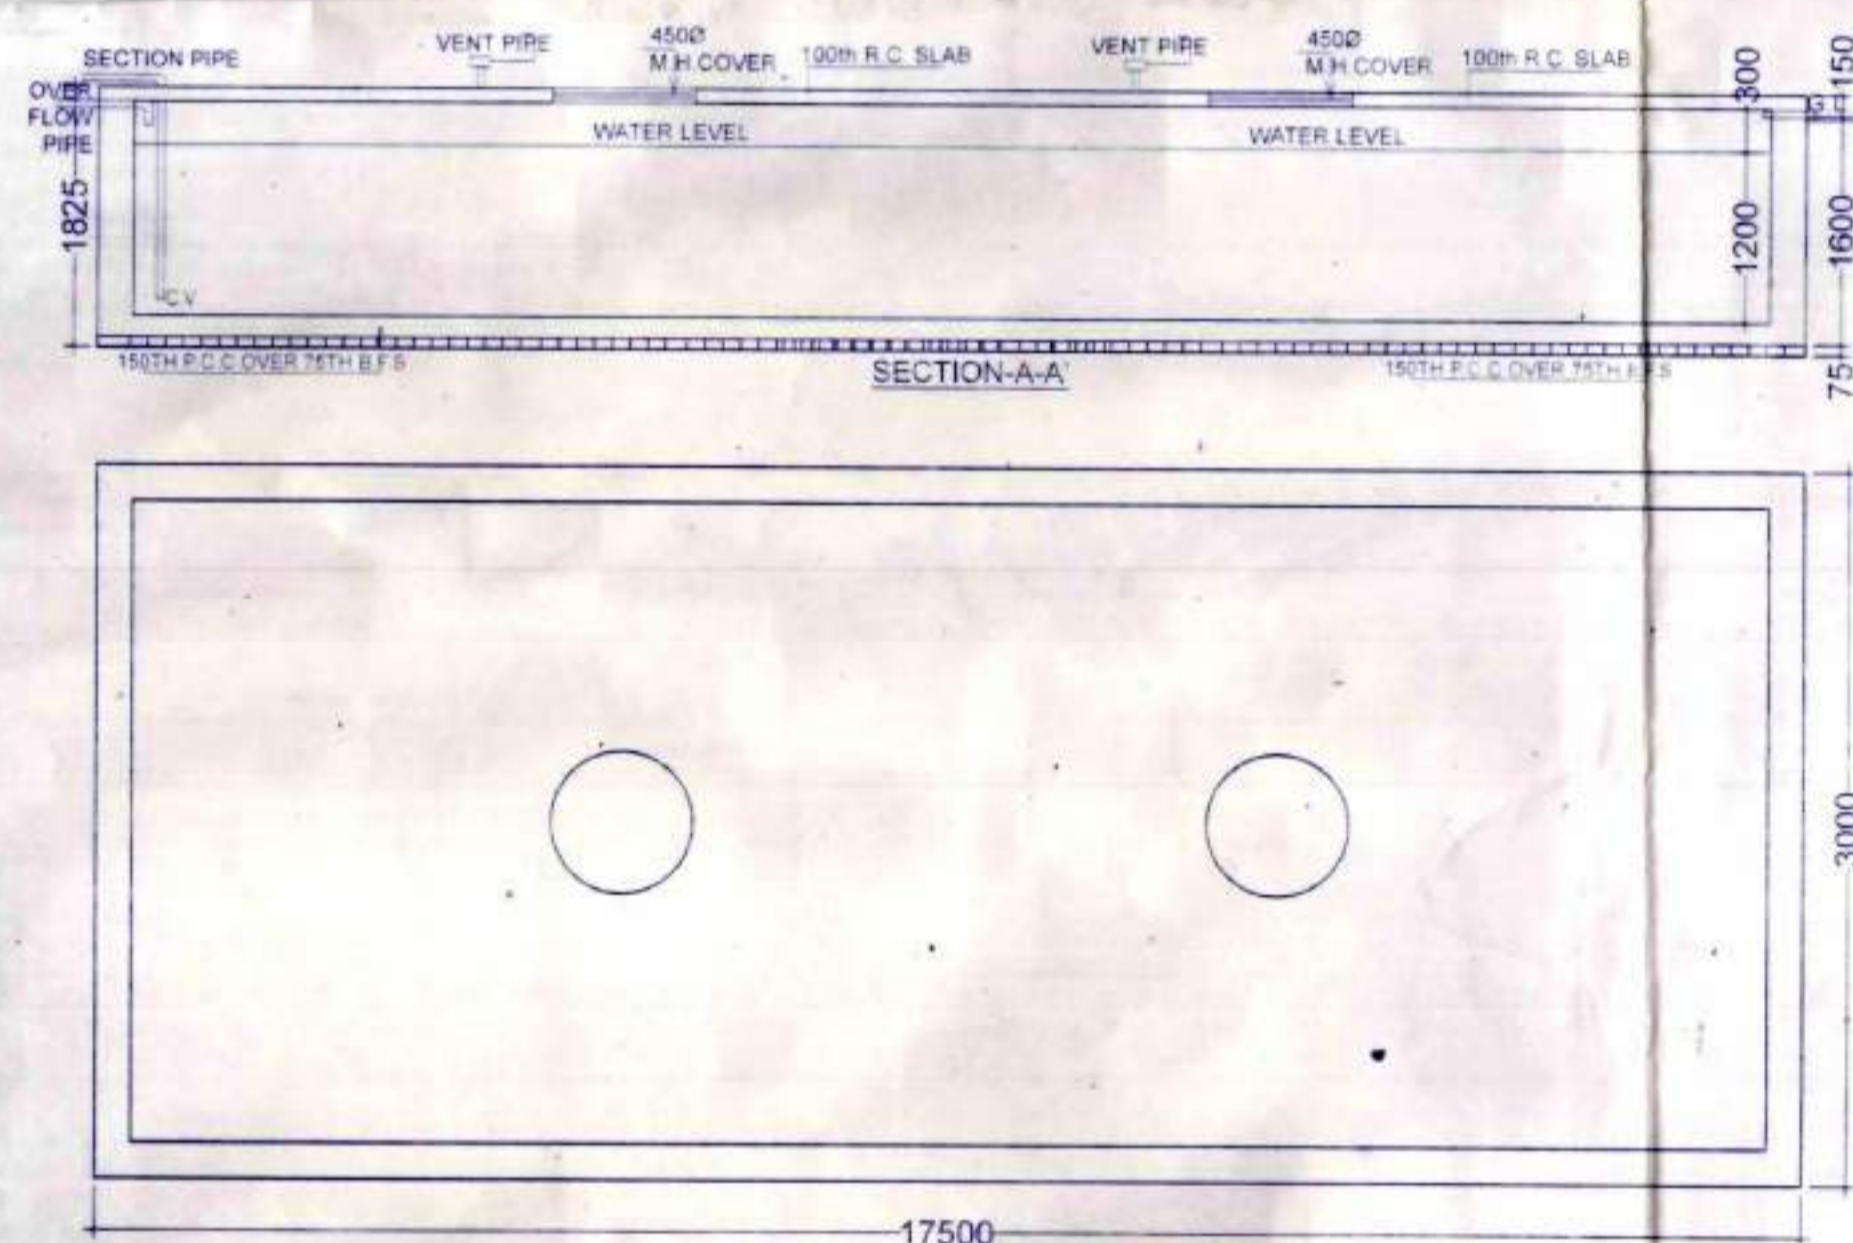 SECTION PIPE
VENT PIPE
450Ø
M.H.COVER
100th R.C. SLAB
VENT PIPE
450Ø
M.H COVER
100th R.C. SLAB
300
150
OVER
FLOW
PIPE
WATER LEVEL
WATER LEVEL
1825
1200
1600
C.V
150TH P.C.C OVER 75TH B.F.S
SECTION-A-A'
150TH P.C.C OVER 75TH B.F.S
75
3000
17500